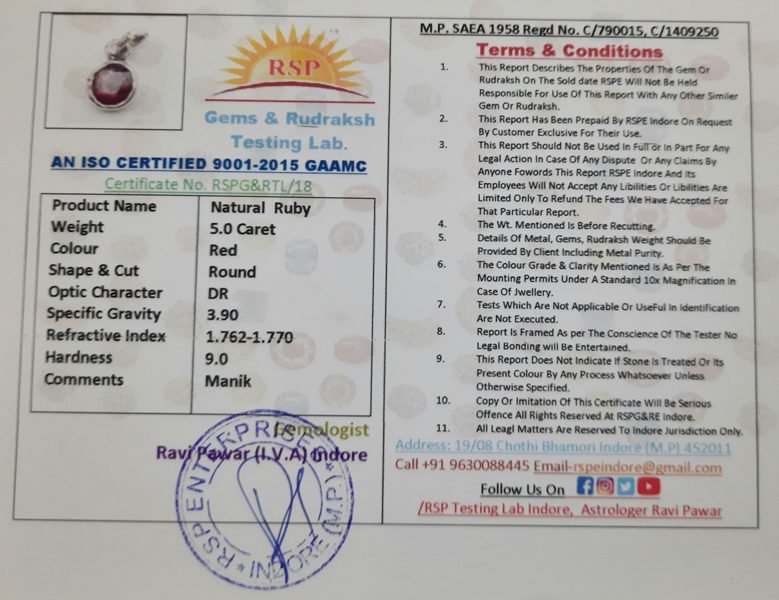 RSP
Gems & Rudraksh
Testing Lab.
AN ISO CERTIFIED 9001-2015 GAAMC
Certificate No. RSPG&RTL/18
Product Name Natural Ruby
Weight 5.0 Caret
Colour Red
Shape & Cut Round
Optic Character DR
Specific Gravity 3.90
Refractive Index 1.762-1.770
Hardness 9.0
Comments Manik
Gemologist
Ravi Pawar (I.V.A) Indore
RSP ENTERPRISES
* INDORE (M.P.) *
M.P. SAEA 1958 Regd No. C/790015, C/1409250
Terms & Conditions
1. This Report Describes The Properties Of The Gem Or
Rudraksh On The Sold date RSPE Will Not Be Held
Responsible For Use Of This Report With Any Other Similer
Gem Or Rudraksh.
2. This Report Has Been Prepaid By RSPE Indore On Request
By Customer Exclusive For Their Use.
3. This Report Should Not Be Used In Full or In Part For Any
Legal Action In Case Of Any Dispute Or Any Claims By
Anyone Fowords This Report RSPE Indore And Its
Employees Will Not Accept Any Libilities Or Libilities are
Limited Only To Refund The Fees We Have Accepted For
That Particular Report.
4. The Wt. Mentioned Is Before Recutting.
5. Details Of Metal, Gems, Rudraksh Weight Should Be
Provided By Client Including Metal Purity.
6. The Colour Grade & Clarity Mentioned Is As Per The
Mounting Permits Under A Standard 10x Magnification In
Case Of Jwellery.
7. Tests Which Are Not Applicable Or UseFul In Identification
Are Not Executed.
8. Report Is Framed As per The Conscience Of The Tester No
Legal Bonding will Be Entertained.
9. This Report Does Not Indicate If Stone Is Treated Or Its
Present Colour By Any Process Whatsoever Unless
Otherwise Specified.
10. Copy Or Imitation Of This Certificate Will Be Serious
Offence All Rights Reserved At RSPG&RE Indore.
11. All Leagl Matters Are Reserved To Indore Jurisdiction Only.
Address: 19/08 Chothi Bhamori Indore (M.P) 452011
Call +91 9630088445 Email-rspeindore@gmail.com
Follow Us On
/RSP Testing Lab Indore, Astrologer Ravi Pawar